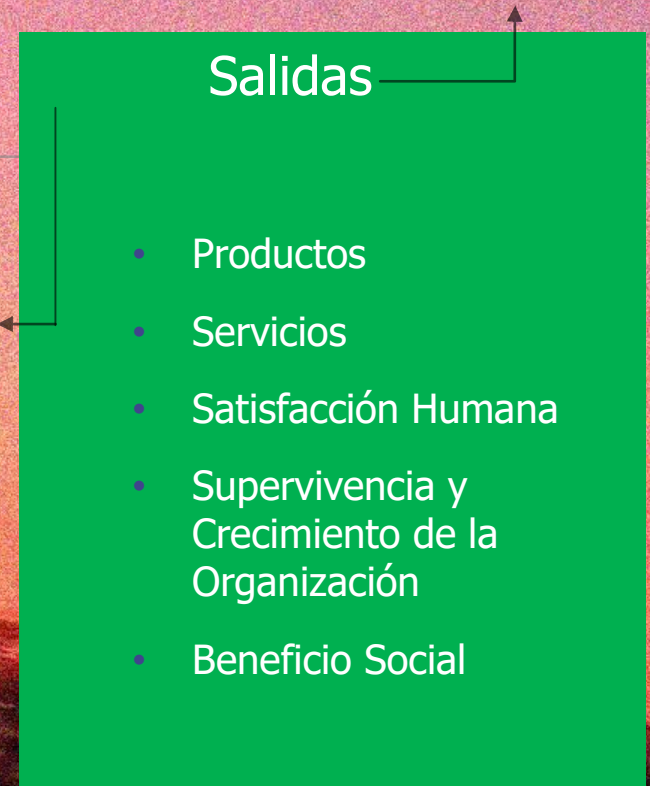 Salidas
• Productos
• Servicios
• Satisfacción Humana
• Supervivencia y
Crecimiento de la
Organización
• Beneficio Social